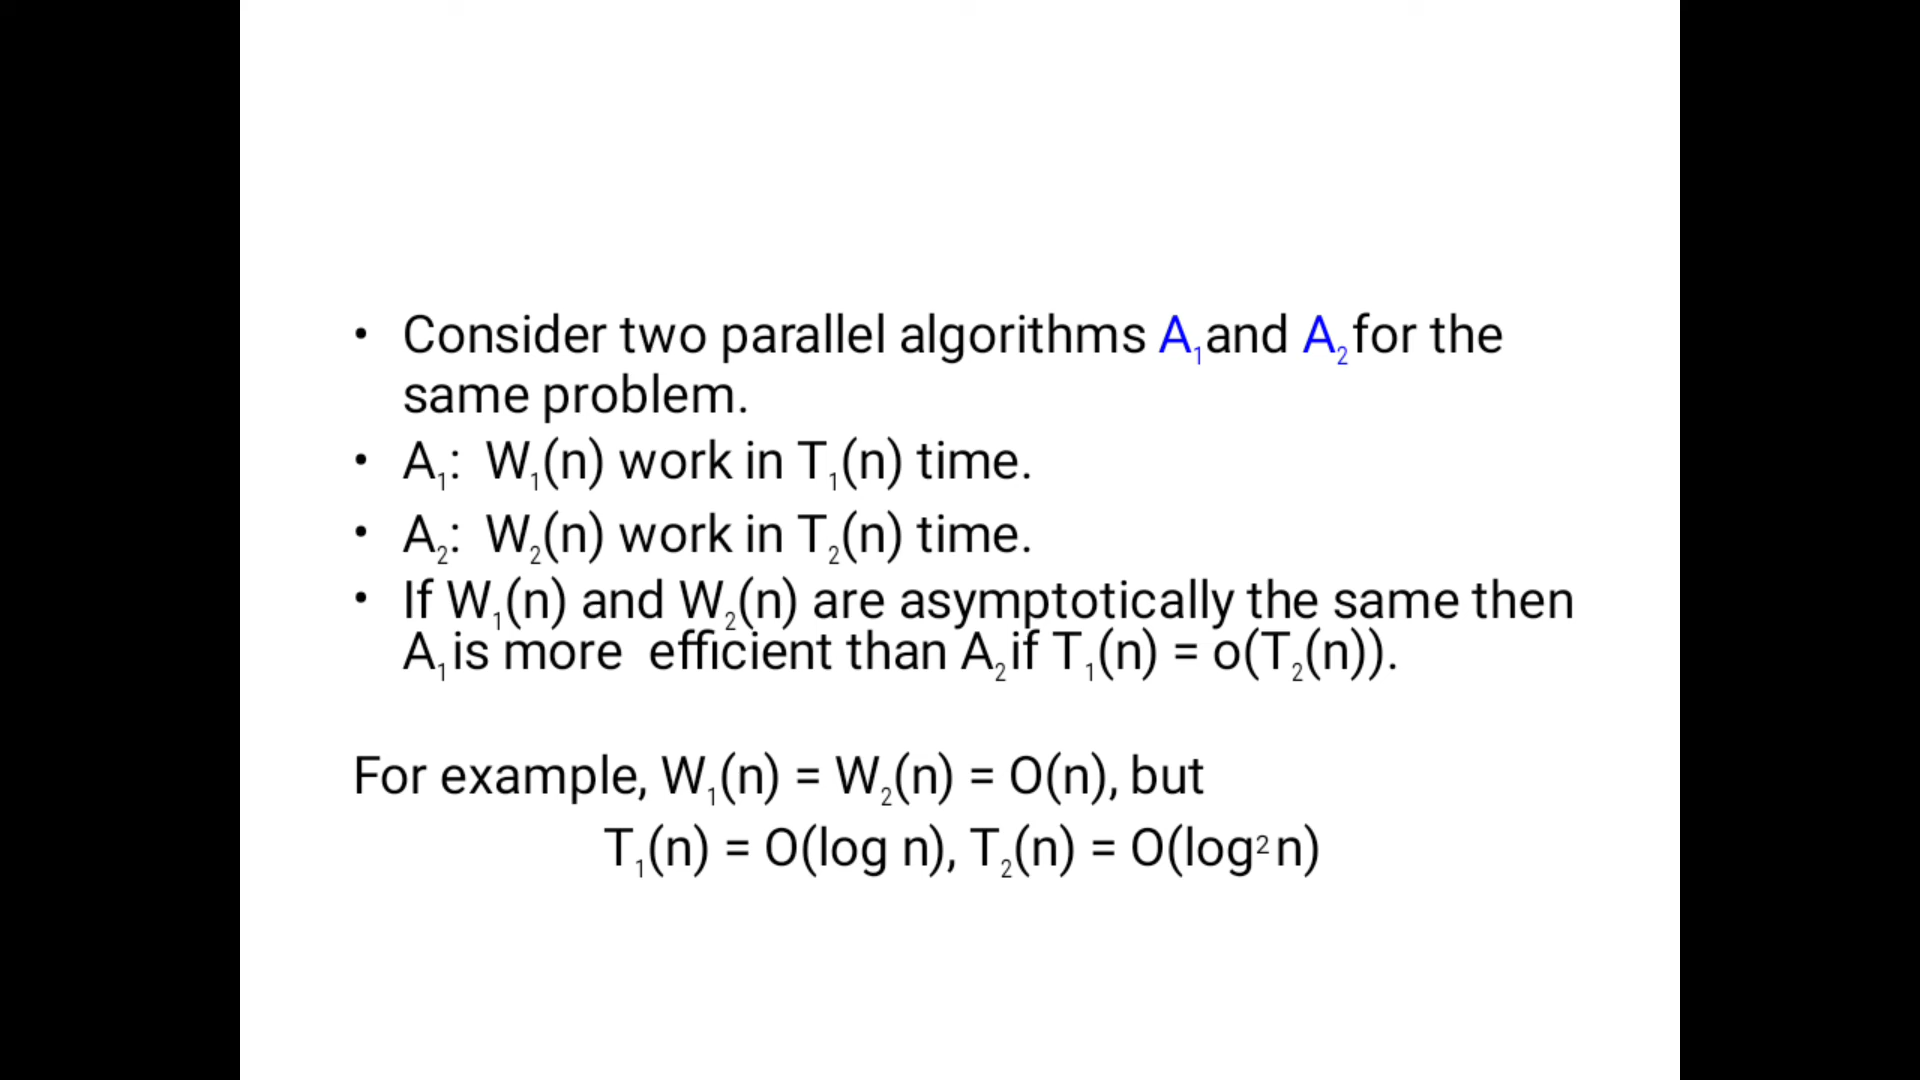 • Consider two parallel algorithms A₁ and A₂ for the
same problem.
• A₁: W₁(n) work in T₁(n) time.
• A₂: W₂(n) work in T₂(n) time.
• If W₁(n) and W₂(n) are asymptotically the same then
A₁ is more efficient than A₂ if T₁(n) = o(T₂(n)).
For example, W₁(n) = W₂(n) = O(n), but
T₁(n) = O(log n), T₂(n) = O(log² n)